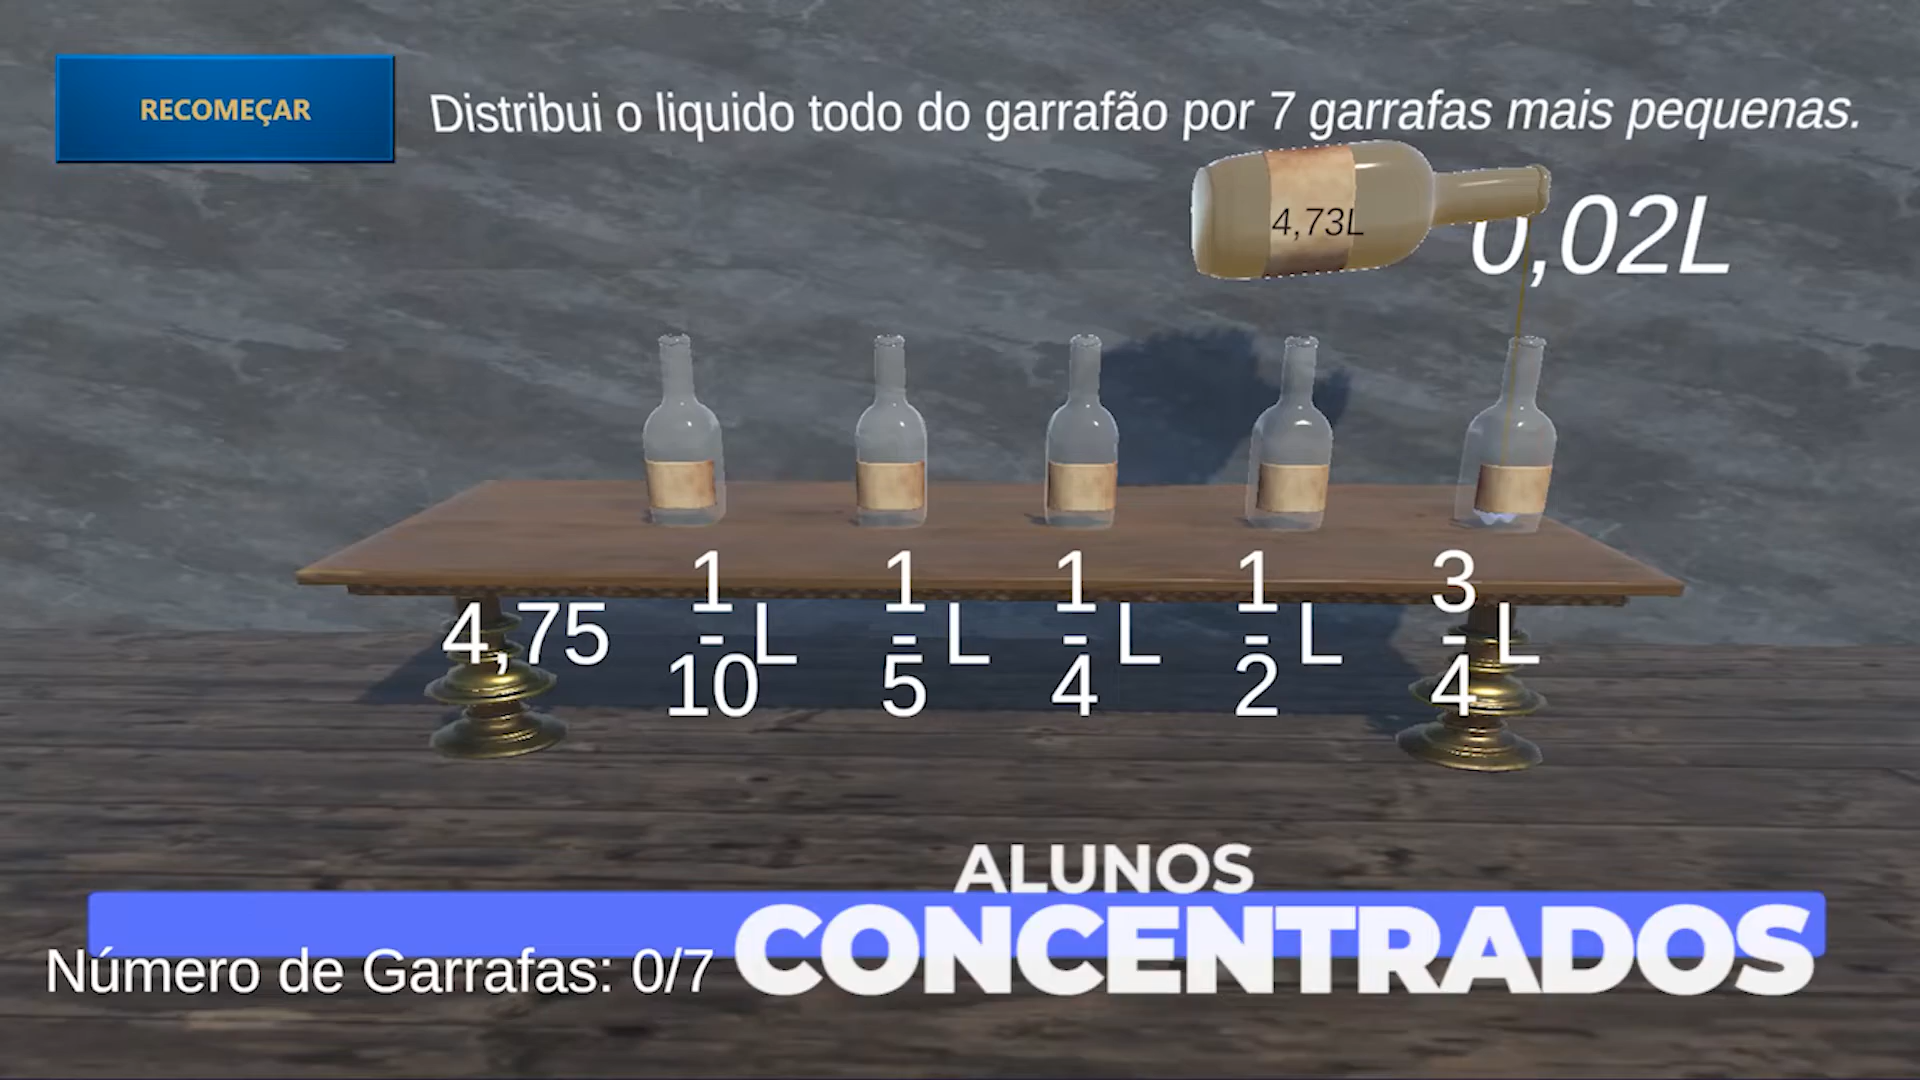 RECOMEÇAR
Distribui o liquido todo do garrafão por 7 garrafas mais pequenas.
4,73L
0,02L
4,75
1
-
10
L
1
-
5
L
1
-
4
L
1
-
2
L
3
-
4
L
ALUNOS
CONCENTRADOS
Número de Garrafas: 0/7